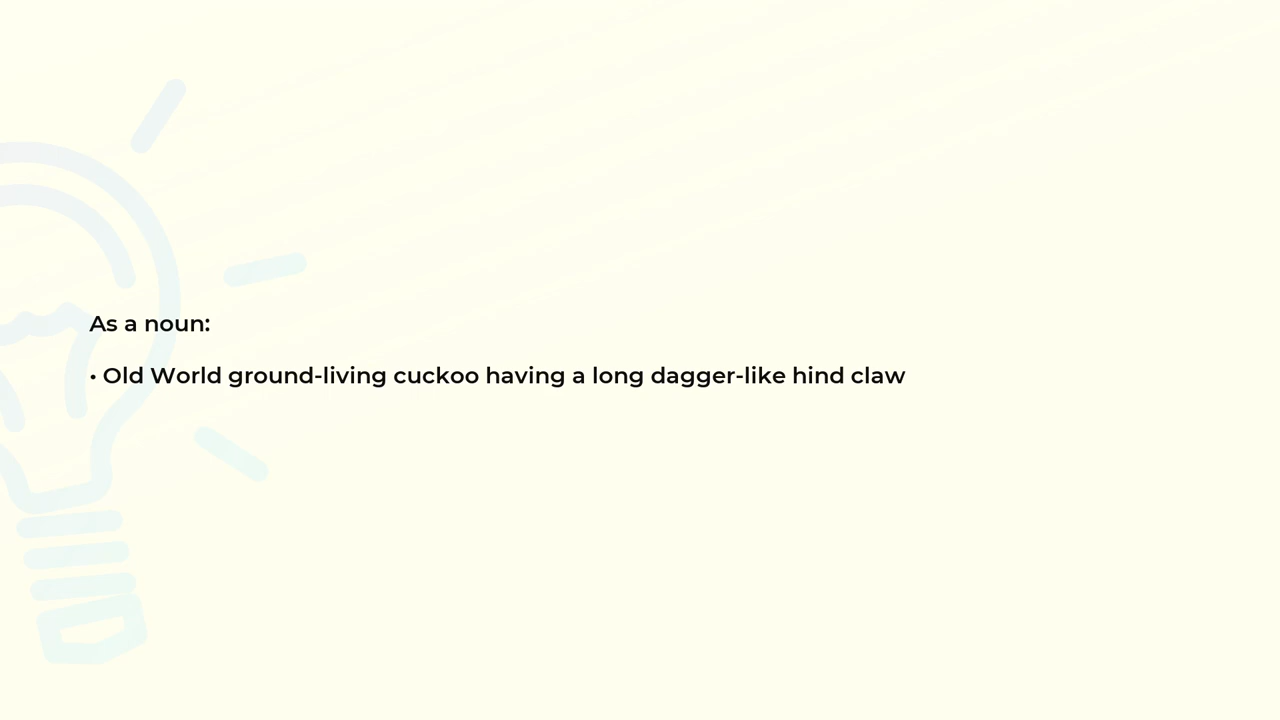 As a noun:
• Old World ground-living cuckoo having a long dagger-like hind claw